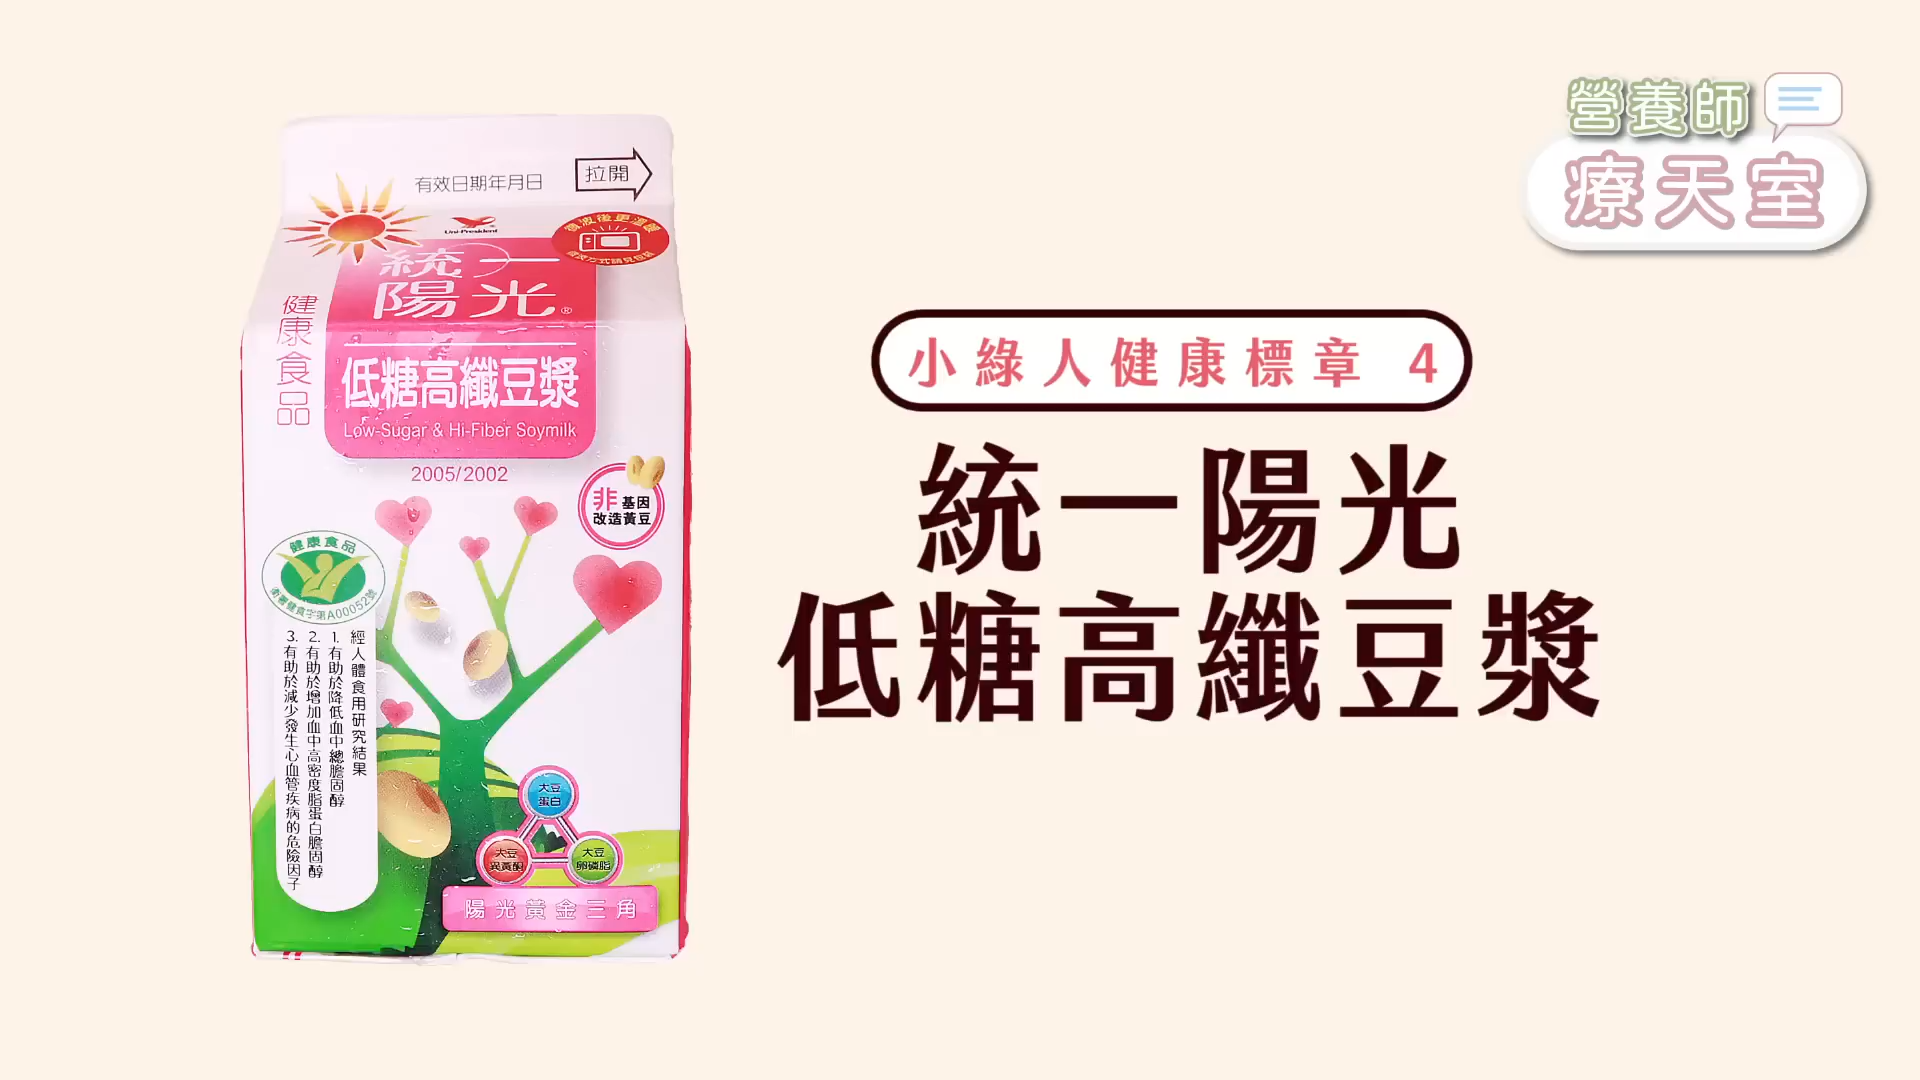 營養師
療天室
小綠人健康標章 4
統一陽光
低糖高纖豆漿
有效日期年月日
拉開
Uni-President
微波後更溫暖
統一
陽光®
健康食品
低糖高纖豆漿
Low-Sugar & Hi-Fiber Soymilk
2005/2002
非基因
改造黃豆
健康食品
衛署健食字第A00052號
經人體食用研究結果
1. 有助於降低血中總膽固醇
2. 有助於增加血中高密度脂蛋白膽固醇
3. 有助於減少發生心血管疾病的危險因子
大豆
蛋白
大豆
異黃酮
大豆
卵磷脂
陽光黃金三角